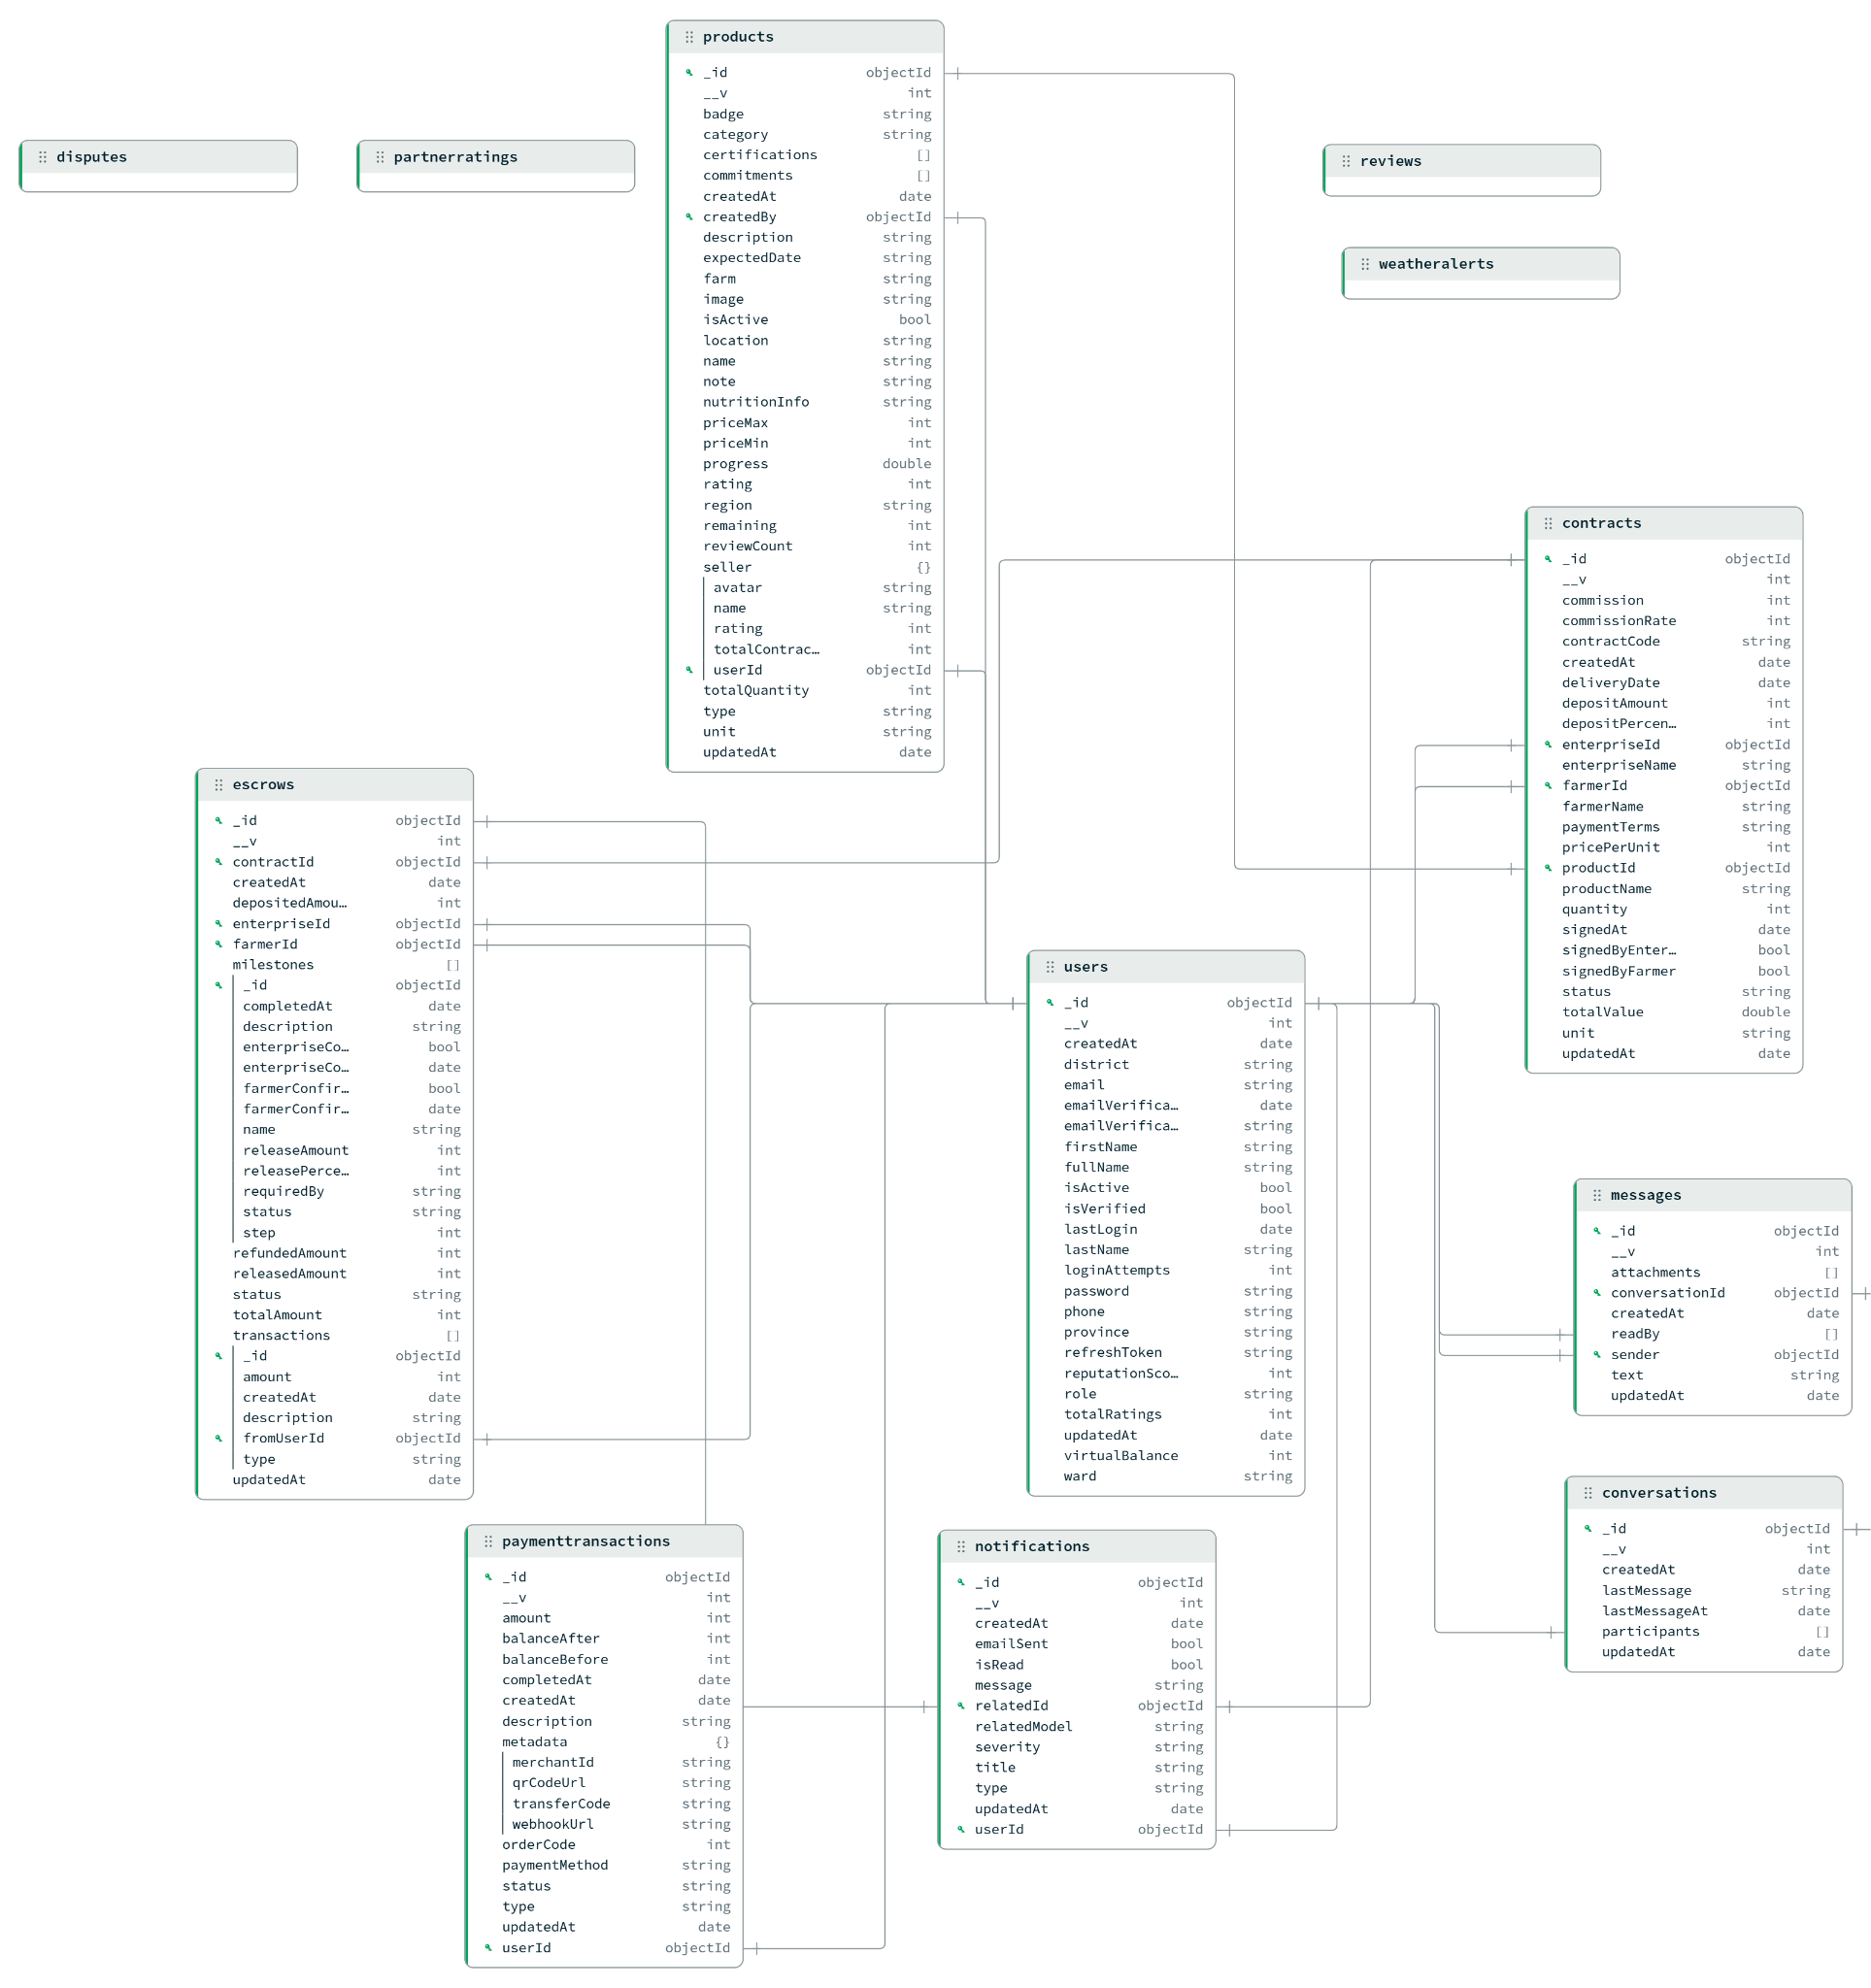 products
_id objectId
__v int
badge string
category string
certifications []
commitments []
createdAt date
createdBy objectId
description string
expectedDate string
farm string
image string
isActive bool
location string
name string
note string
nutritionInfo string
priceMax int
priceMin int
progress double
rating int
region string
remaining int
reviewCount int
seller {}
avatar string
name string
rating int
totalContrac… int
userId objectId
totalQuantity int
type string
unit string
updatedAt date
disputes
partnerratings
reviews
weatheralerts
contracts
_id objectId
__v int
commission int
commissionRate int
contractCode string
createdAt date
deliveryDate date
depositAmount int
depositPercen… int
enterpriseId objectId
enterpriseName string
farmerId objectId
farmerName string
paymentTerms string
pricePerUnit int
productId objectId
productName string
quantity int
signedAt date
signedByEnter… bool
signedByFarmer bool
status string
totalValue double
unit string
updatedAt date
escrows
_id objectId
__v int
contractId objectId
createdAt date
depositedAmou… int
enterpriseId objectId
farmerId objectId
milestones []
_id objectId
completedAt date
description string
enterpriseCo… bool
enterpriseCo… date
farmerConfir… bool
farmerConfir… date
name string
releaseAmount int
releasePerce… int
requiredBy string
status string
step int
refundedAmount int
releasedAmount int
status string
totalAmount int
transactions []
_id objectId
amount int
createdAt date
description string
fromUserId objectId
type string
updatedAt date
users
_id objectId
__v int
createdAt date
district string
email string
emailVerifica… date
emailVerifica… string
firstName string
fullName string
isActive bool
isVerified bool
lastLogin date
lastName string
loginAttempts int
password string
phone string
province string
refreshToken string
reputationSco… int
role string
totalRatings int
updatedAt date
virtualBalance int
ward string
messages
_id objectId
__v int
attachments []
conversationId objectId
createdAt date
readBy []
sender objectId
text string
updatedAt date
conversations
_id objectId
__v int
createdAt date
lastMessage string
lastMessageAt date
participants []
updatedAt date
paymenttransactions
_id objectId
__v int
amount int
balanceAfter int
balanceBefore int
completedAt date
createdAt date
description string
metadata {}
merchantId string
qrCodeUrl string
transferCode string
webhookUrl string
orderCode int
paymentMethod string
status string
type string
updatedAt date
userId objectId
notifications
_id objectId
__v int
createdAt date
emailSent bool
isRead bool
message string
relatedId objectId
relatedModel string
severity string
title string
type string
updatedAt date
userId objectId